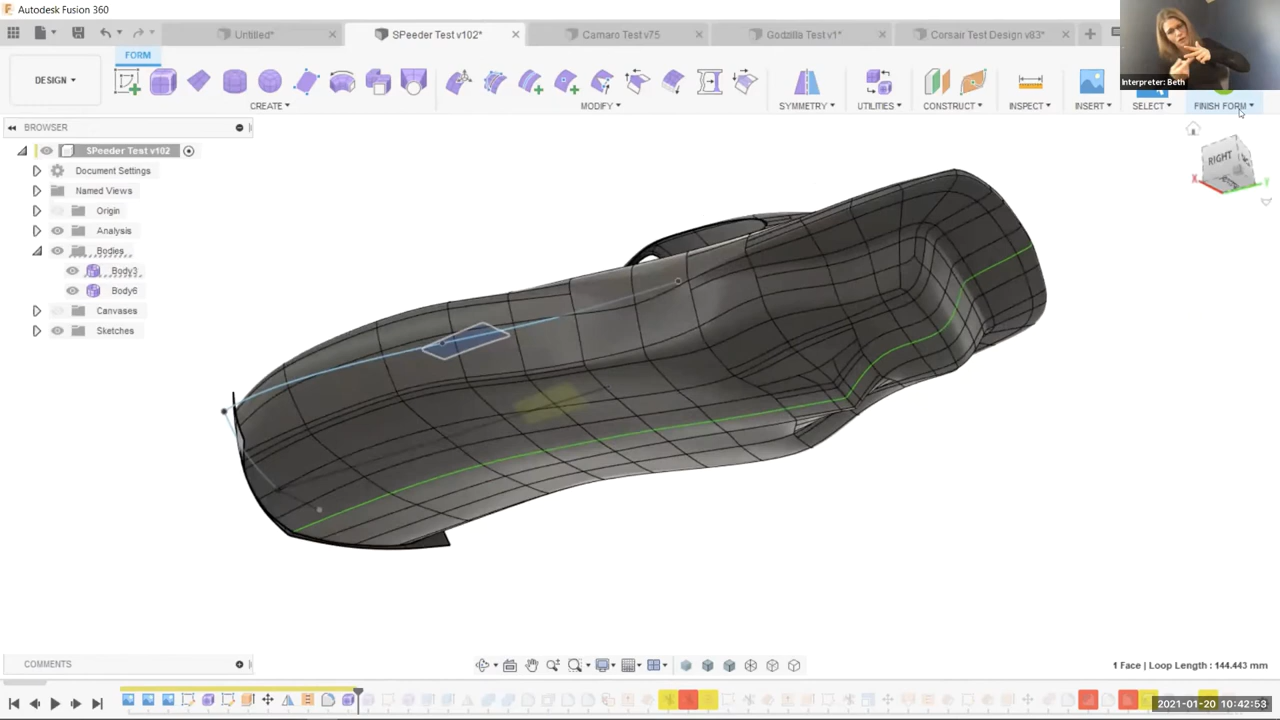 Autodesk Fusion 360
Untitled*
SPeeder Test v102*
Camaro Test v75
Godzilla Test v1*
Corsair Test Design v83*
Interpreter: Beth
FORM
DESIGN
CREATE
MODIFY
SYMMETRY
UTILITIES
CONSTRUCT
INSPECT
INSERT
SELECT
FINISH FORM
BROWSER
SPeeder Test v102
Document Settings
Named Views
Origin
Analysis
Bodies
Body3
Body6
Canvases
Sketches
RIGHT
X
Y
COMMENTS
1 Face | Loop Length : 144.443 mm
2021-01-20 10:42:53